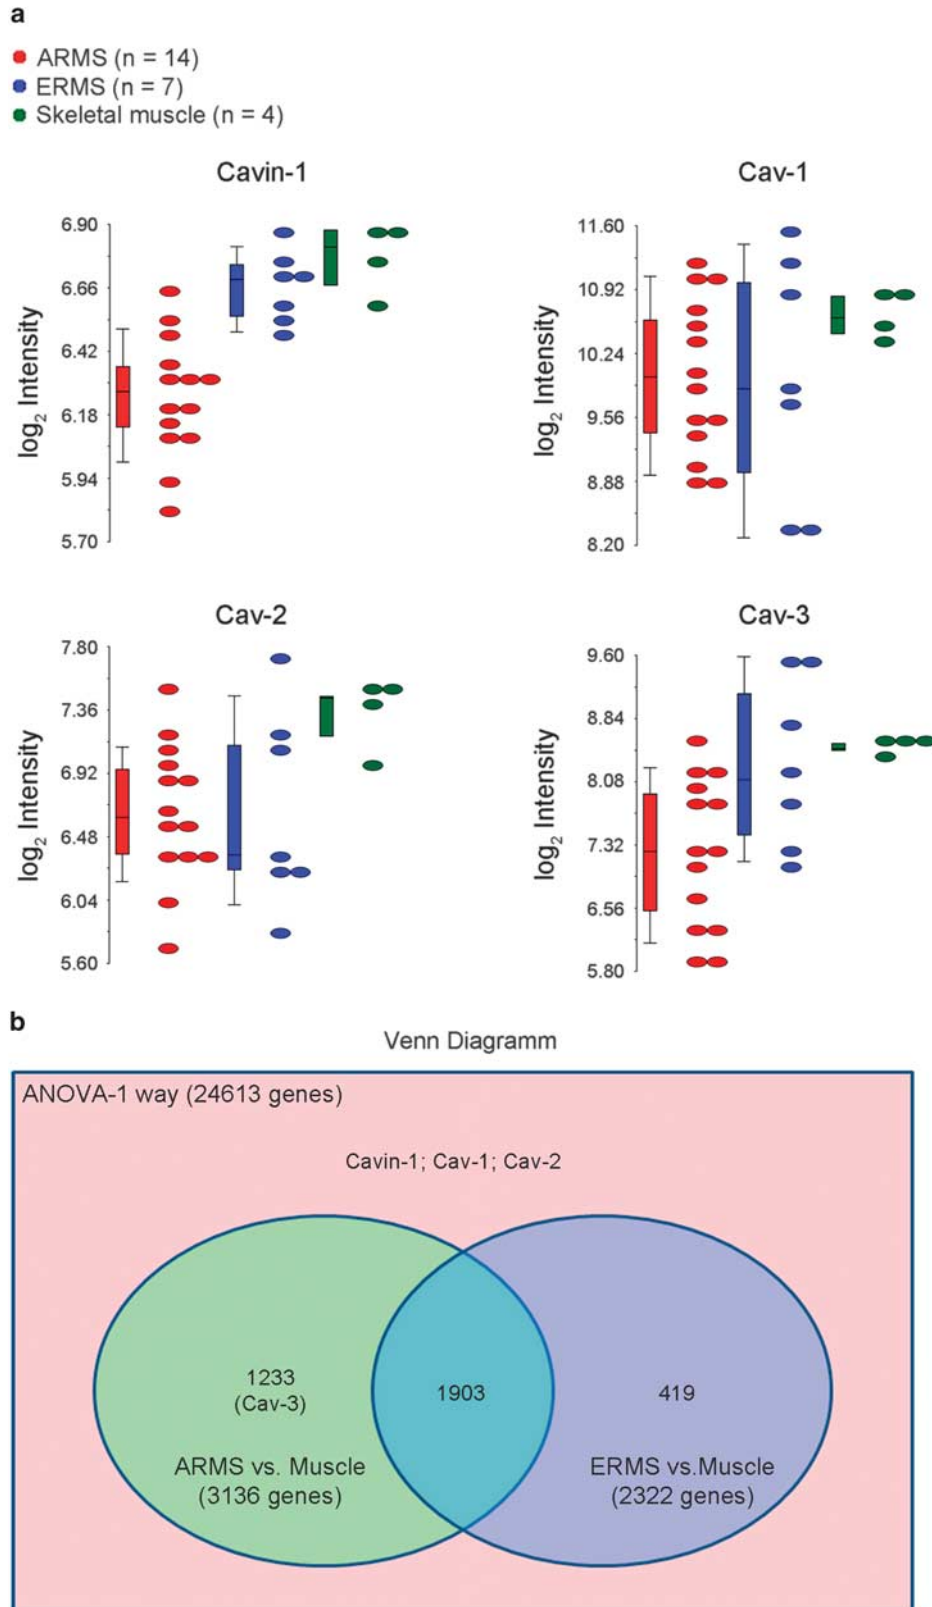 a
ARMS (n = 14)
ERMS (n = 7)
Skeletal muscle (n = 4)
Cavin-1
log2 Intensity
6.90
6.66
6.42
6.18
5.94
5.70
Cav-1
log2 Intensity
11.60
10.92
10.24
9.56
8.88
8.20
Cav-2
log2 Intensity
7.80
7.36
6.92
6.48
6.04
5.60
Cav-3
log2 Intensity
9.60
8.84
8.08
7.32
6.56
5.80
b
Venn Diagramm
ANOVA-1 way (24613 genes)
Cavin-1; Cav-1; Cav-2
1233
(Cav-3)
ARMS vs. Muscle
(3136 genes)
1903
419
ERMS vs.Muscle
(2322 genes)